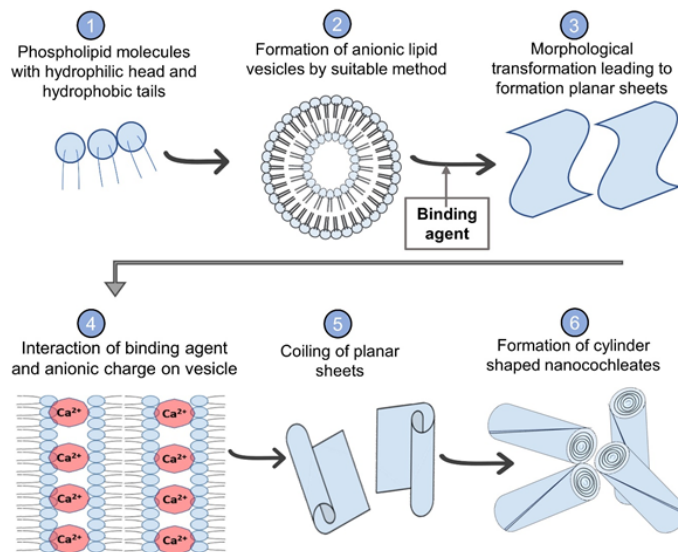 1
Phospholipid molecules
with hydrophilic head and
hydrophobic tails
2
Formation of anionic lipid
vesicles by suitable method
3
Morphological
transformation leading to
formation planar sheets
Binding
agent
4
Interaction of binding agent
and anionic charge on vesicle
Ca²⁺ Ca²⁺
Ca²⁺ Ca²⁺
Ca²⁺ Ca²⁺
Ca²⁺ Ca²⁺
5
Coiling of planar
sheets
6
Formation of cylinder
shaped nanocochleates